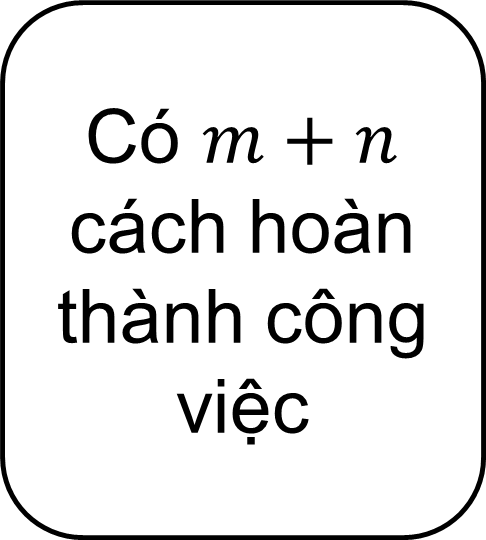 Có m + n
cách hoàn
thành công
việc